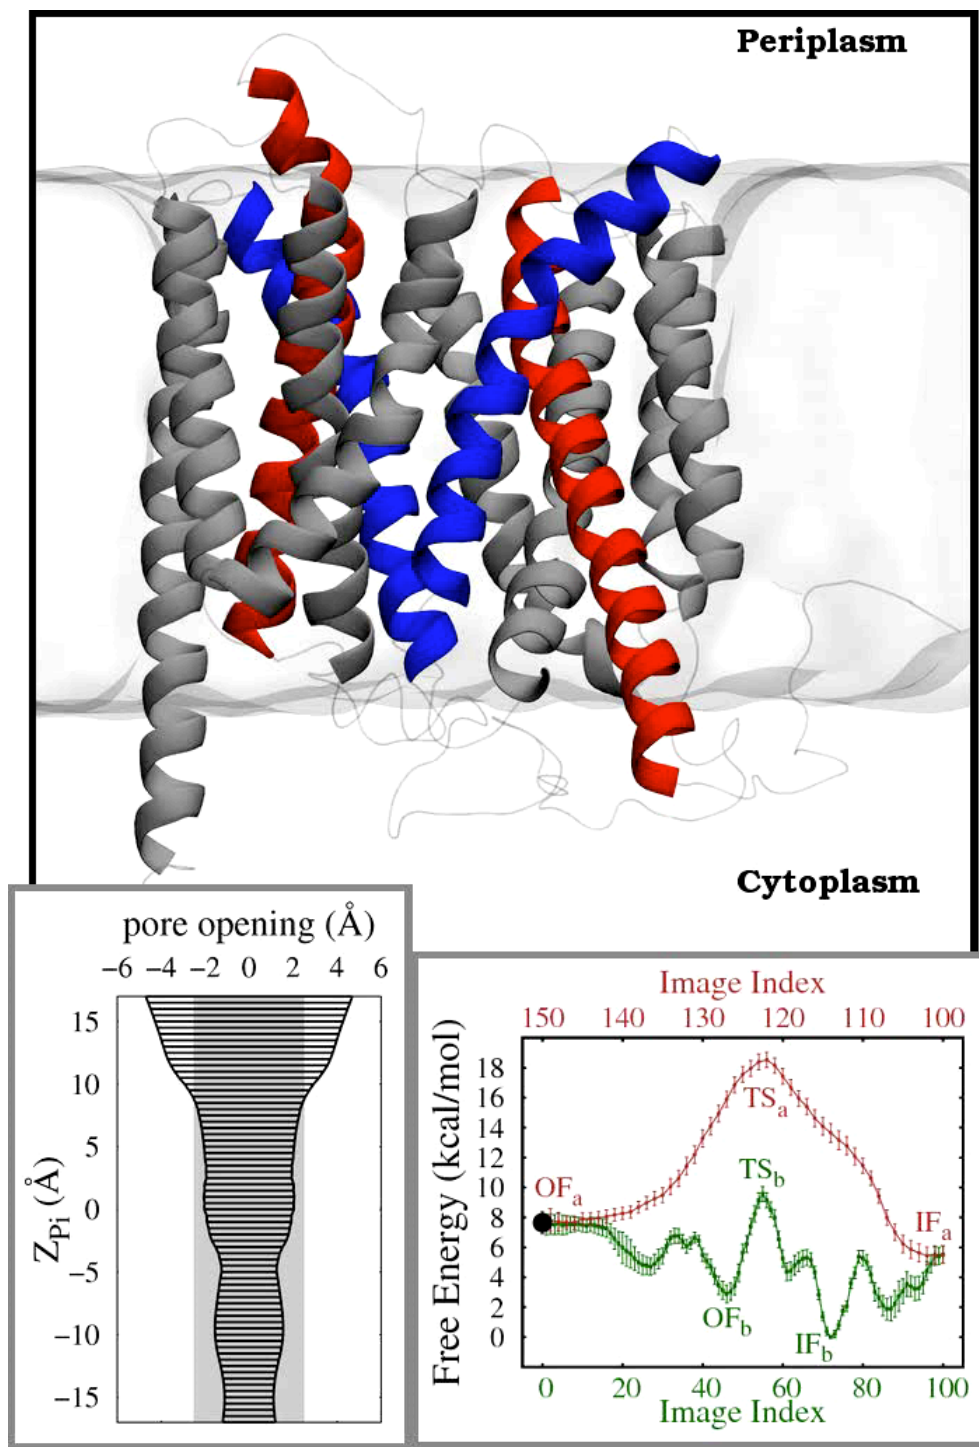 Periplasm
Cytoplasm
pore opening (Å)
−6 −4 −2 0 2 4 6
15
10
5
0
−5
−10
−15
Z_Pi (Å)
Image Index
150 140 130 120 110 100
Free Energy (kcal/mol)
18
16
14
12
10
8
6
4
2
0
TS_a
TS_b
OF_a
IF_a
OF_b
IF_b
0 20 40 60 80 100
Image Index